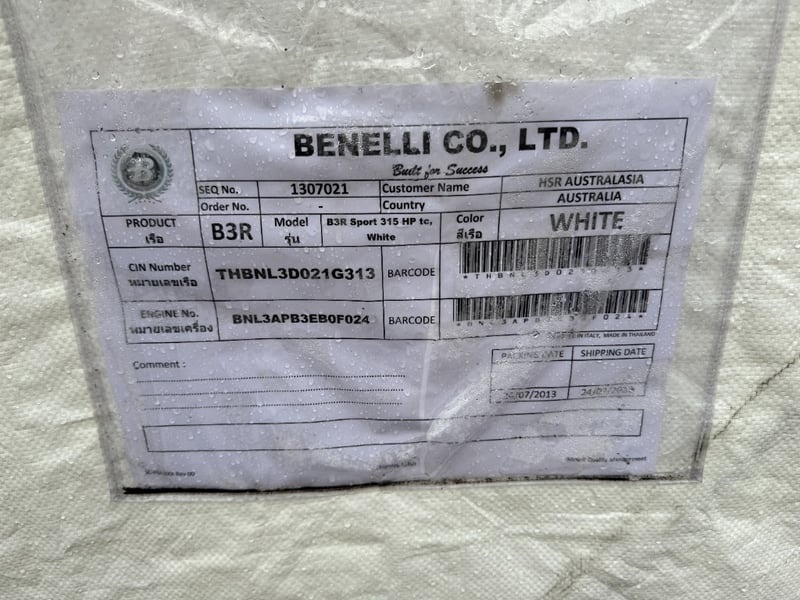 BENELLI CO., LTD.
Built for Success
SEQ No. 1307021 Customer Name HSR AUSTRALASIA
Order No. - Country AUSTRALIA
PRODUCT เรือ B3R Model รุ่น B3R Sport 315 HP tc, White Color สีเรือ WHITE
CIN Number หมายเลขเรือ THBNL3D021G313 BARCODE
ENGINE No. หมายเลขเครื่อง BNL3APB3EB0F024 BARCODE
IN ITALY, MADE IN THAILAND
Comment : PACKING DATE SHIPPING DATE
/07/2013 24/07/2013